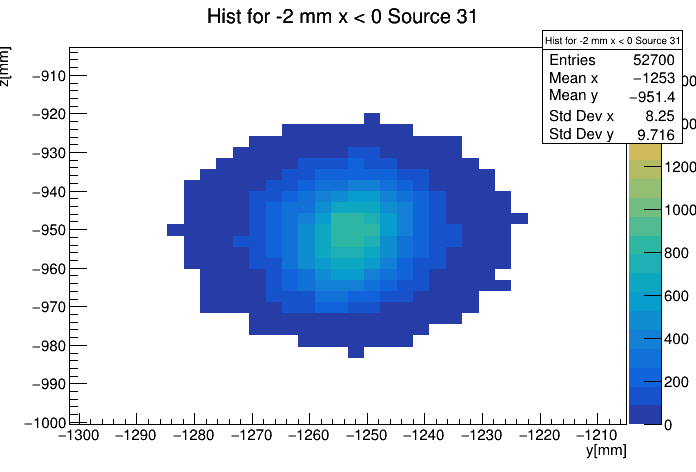 Hist for -2 mm x < 0 Source 31
z[mm]
Hist for -2 mm x < 0 Source 31
Entries 52700
Mean x −1253
Mean y −951.4
Std Dev x 8.25
Std Dev y 9.716
−910
−920
−930
−940
−950
−960
−970
−980
−990
−1000
−1300 −1290 −1280 −1270 −1260 −1250 −1240 −1230 −1220 −1210
y[mm]
1200
1000
800
600
400
200
0